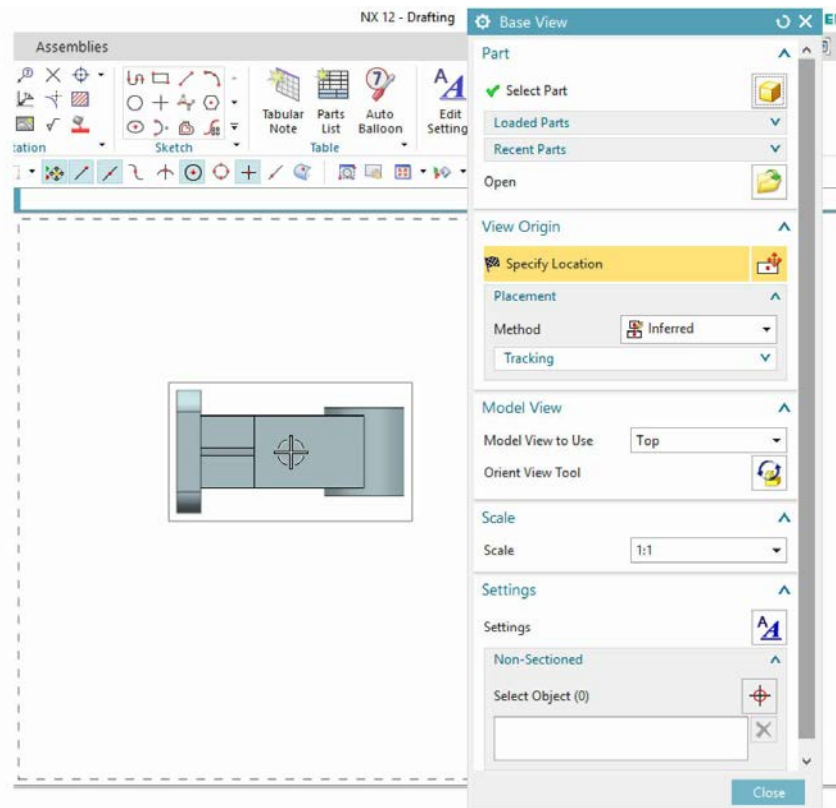 NX 12 - Drafting
Base View
Assemblies
Part
Select Part
Loaded Parts
Recent Parts
Open
Tabular Note
Parts List
Auto Balloon
Edit
Setting
Sketch
Table
View Origin
Specify Location
Placement
Method
Inferred
Tracking
Model View
Model View to Use
Top
Orient View Tool
Scale
Scale
1:1
Settings
Settings
Non-Sectioned
Select Object (0)
Close